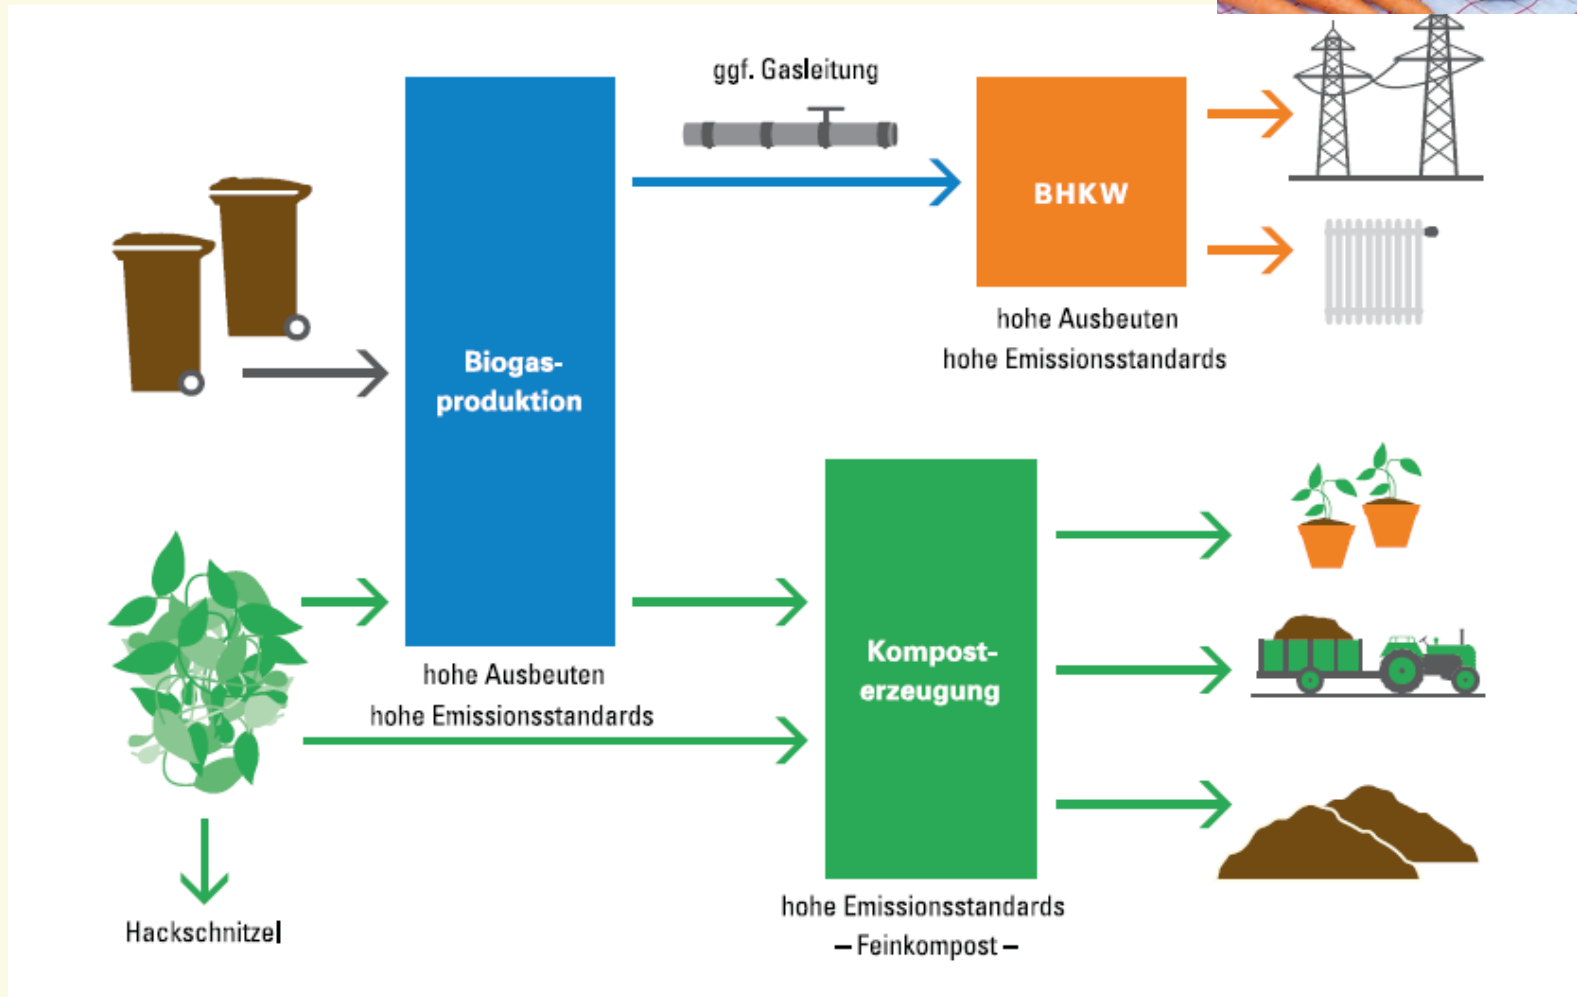 ggf. Gasleitung
BHKW
hohe Ausbeuten
hohe Emissionsstandards
Biogas-
produktion
hohe Ausbeuten
hohe Emissionsstandards
Kompost-
erzeugung
hohe Emissionsstandards
– Feinkompost –
Hackschnitzel